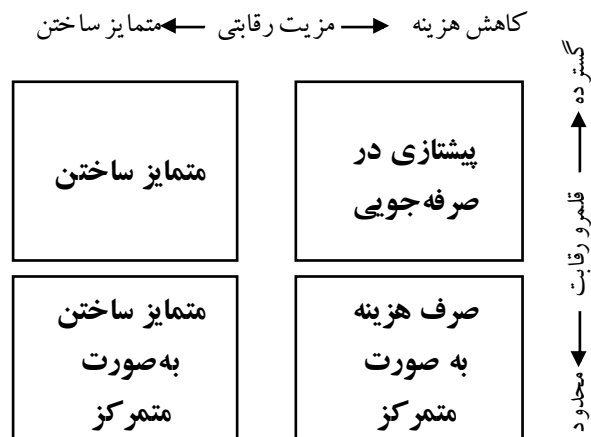 کاهش هزینه مزیت رقابتی متمایز ساختن
گسترده
قلمرو رقابت
محدود
پیشتازی در
صرفه‌جویی
متمایز ساختن
صرف هزینه
به صورت
متمرکز
متمایز ساختن
به‌صورت
متمرکز